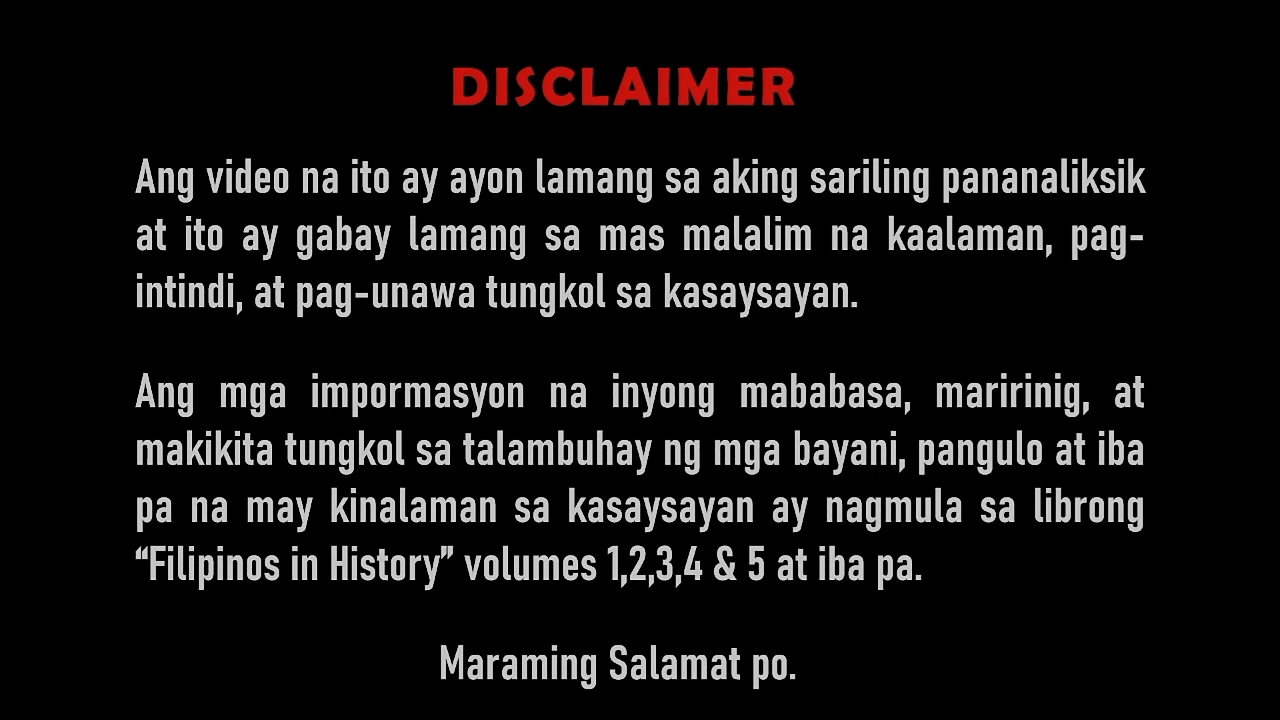 DISCLAIMER
Ang video na ito ay ayon lamang sa aking sariling pananaliksik
at ito ay gabay lamang sa mas malalim na kaalaman, pag-
intindi, at pag-unawa tungkol sa kasaysayan.
Ang mga impormasyon na inyong mababasa, maririnig, at
makikita tungkol sa talambuhay ng mga bayani, pangulo at iba
pa na may kinalaman sa kasaysayan ay nagmula sa librong
“Filipinos in History” volumes 1,2,3,4 & 5 at iba pa.
Maraming Salamat po.